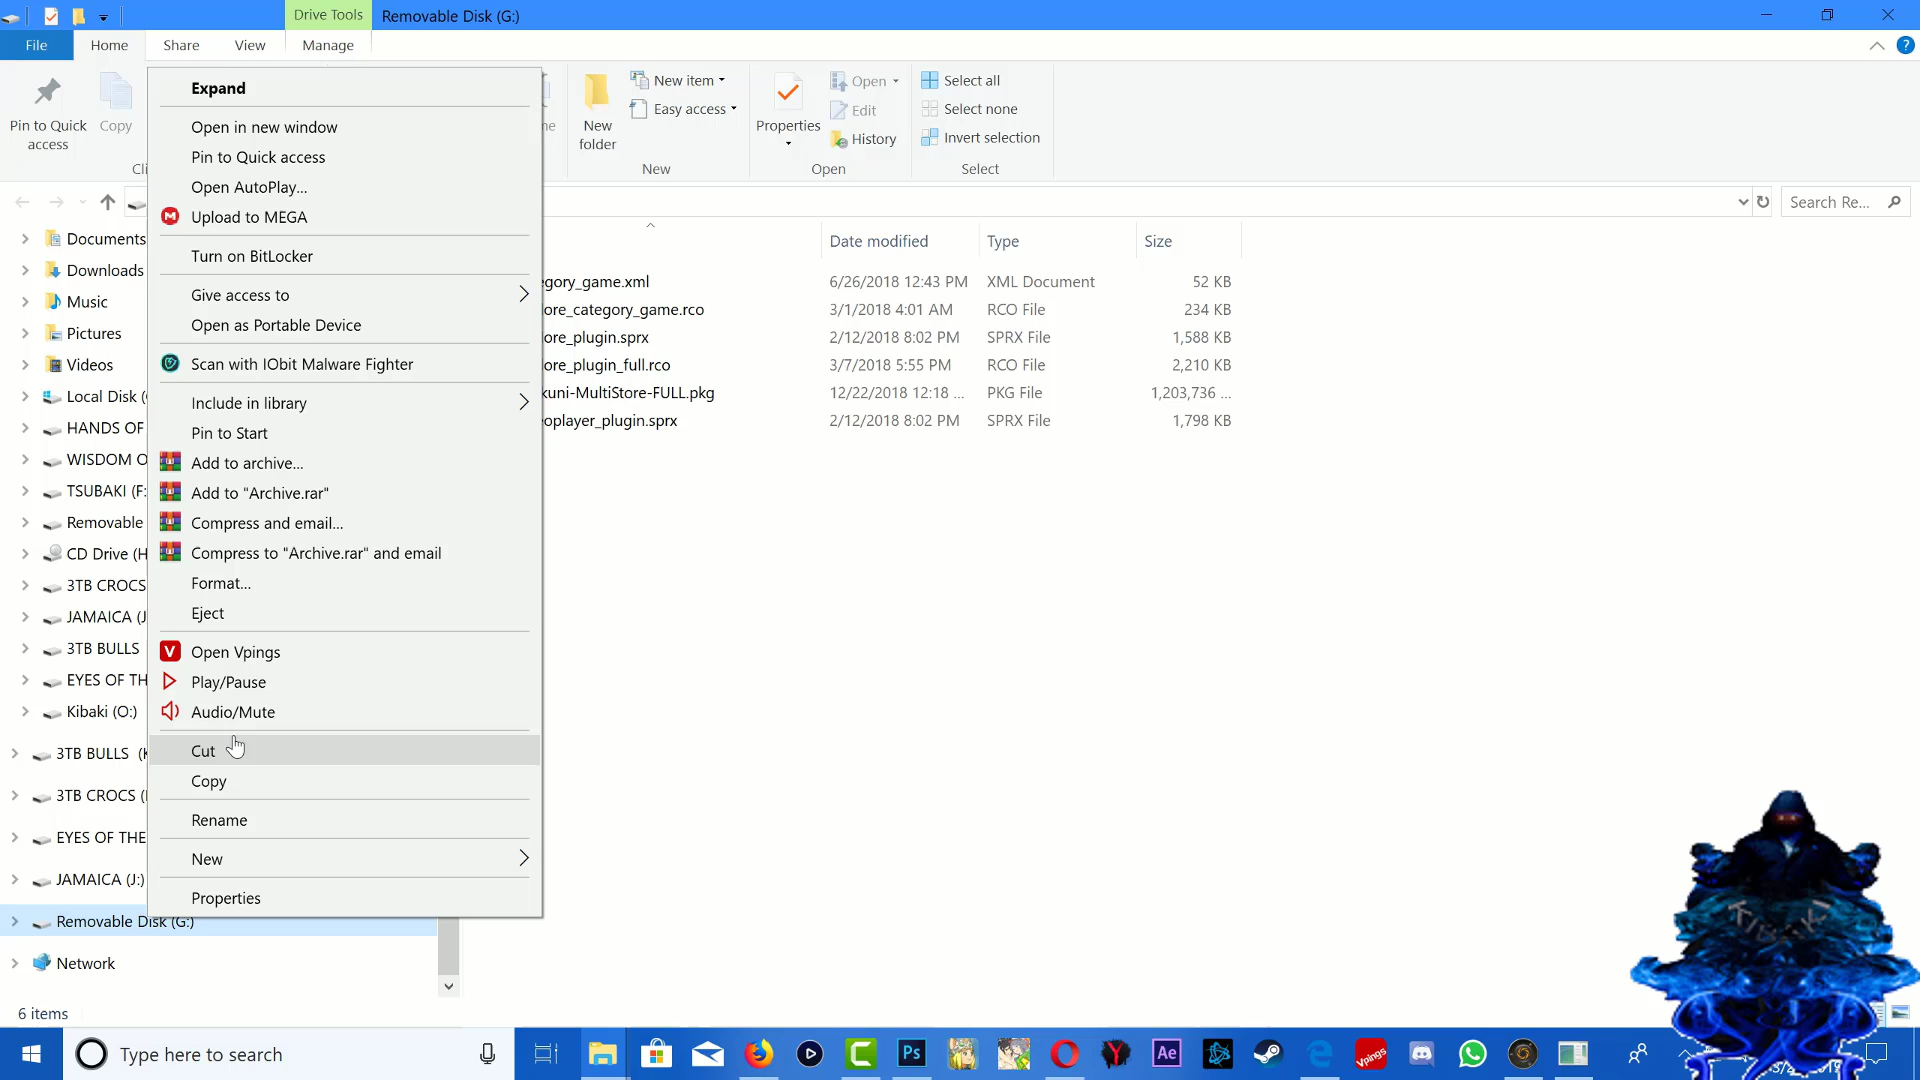 Drive Tools
Removable Disk (G:)
File
Home
Share
View
Manage
Pin to Quick access
Copy
New folder
New item
Easy access
New
Properties
Open
Edit
History
Open
Select all
Select none
Invert selection
Select
Search Re...
Expand
Open in new window
Pin to Quick access
Open AutoPlay...
Upload to MEGA
Turn on BitLocker
Give access to
Open as Portable Device
Scan with IObit Malware Fighter
Include in library
Pin to Start
Add to archive...
Add to "Archive.rar"
Compress and email...
Compress to "Archive.rar" and email
Format...
Eject
Open Vpings
Play/Pause
Audio/Mute
Cut
Copy
Rename
New
Properties
Documents
Downloads
Music
Pictures
Videos
Local Disk (
HANDS OF
WISDOM O
TSUBAKI (F:
Removable
CD Drive (H
3TB CROCS
JAMAICA (J
3TB BULLS
EYES OF TH
Kibaki (O:)
3TB BULLS (K
3TB CROCS (
EYES OF THE
JAMAICA (J:)
Removable Disk (G:)
Network
6 items
Date modified Type Size
egory_game.xml 6/26/2018 12:43 PM XML Document 52 KB
ore_category_game.rco 3/1/2018 4:01 AM RCO File 234 KB
ore_plugin.sprx 2/12/2018 8:02 PM SPRX File 1,588 KB
ore_plugin_full.rco 3/7/2018 5:55 PM RCO File 2,210 KB
kuni-MultiStore-FULL.pkg 12/22/2018 12:18 ... PKG File 1,203,736 ...
oplayer_plugin.sprx 2/12/2018 8:02 PM SPRX File 1,798 KB
Type here to search
Ps
Ae
Vpings